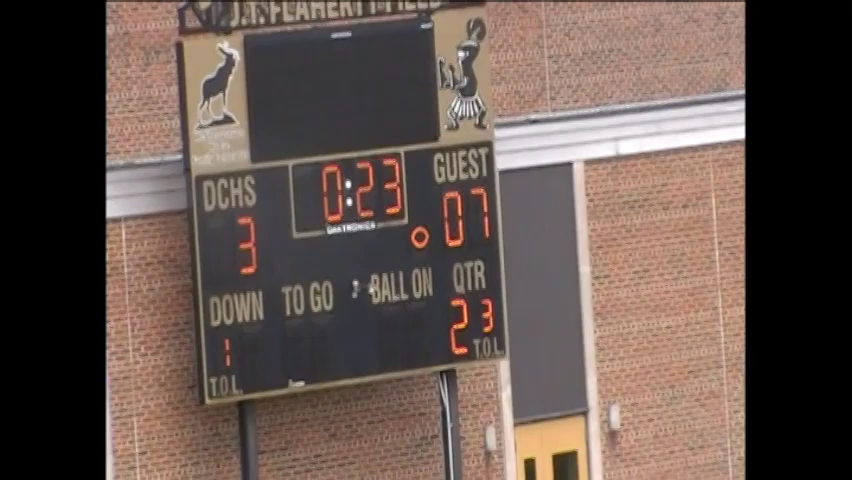 J.T. FLAHERTY FIELD
DCHS 0:23 GUEST
DAKTRONICS
3 07
DOWN TO GO BALL ON QTR
1 2 3
T.O.L. T.O.L.